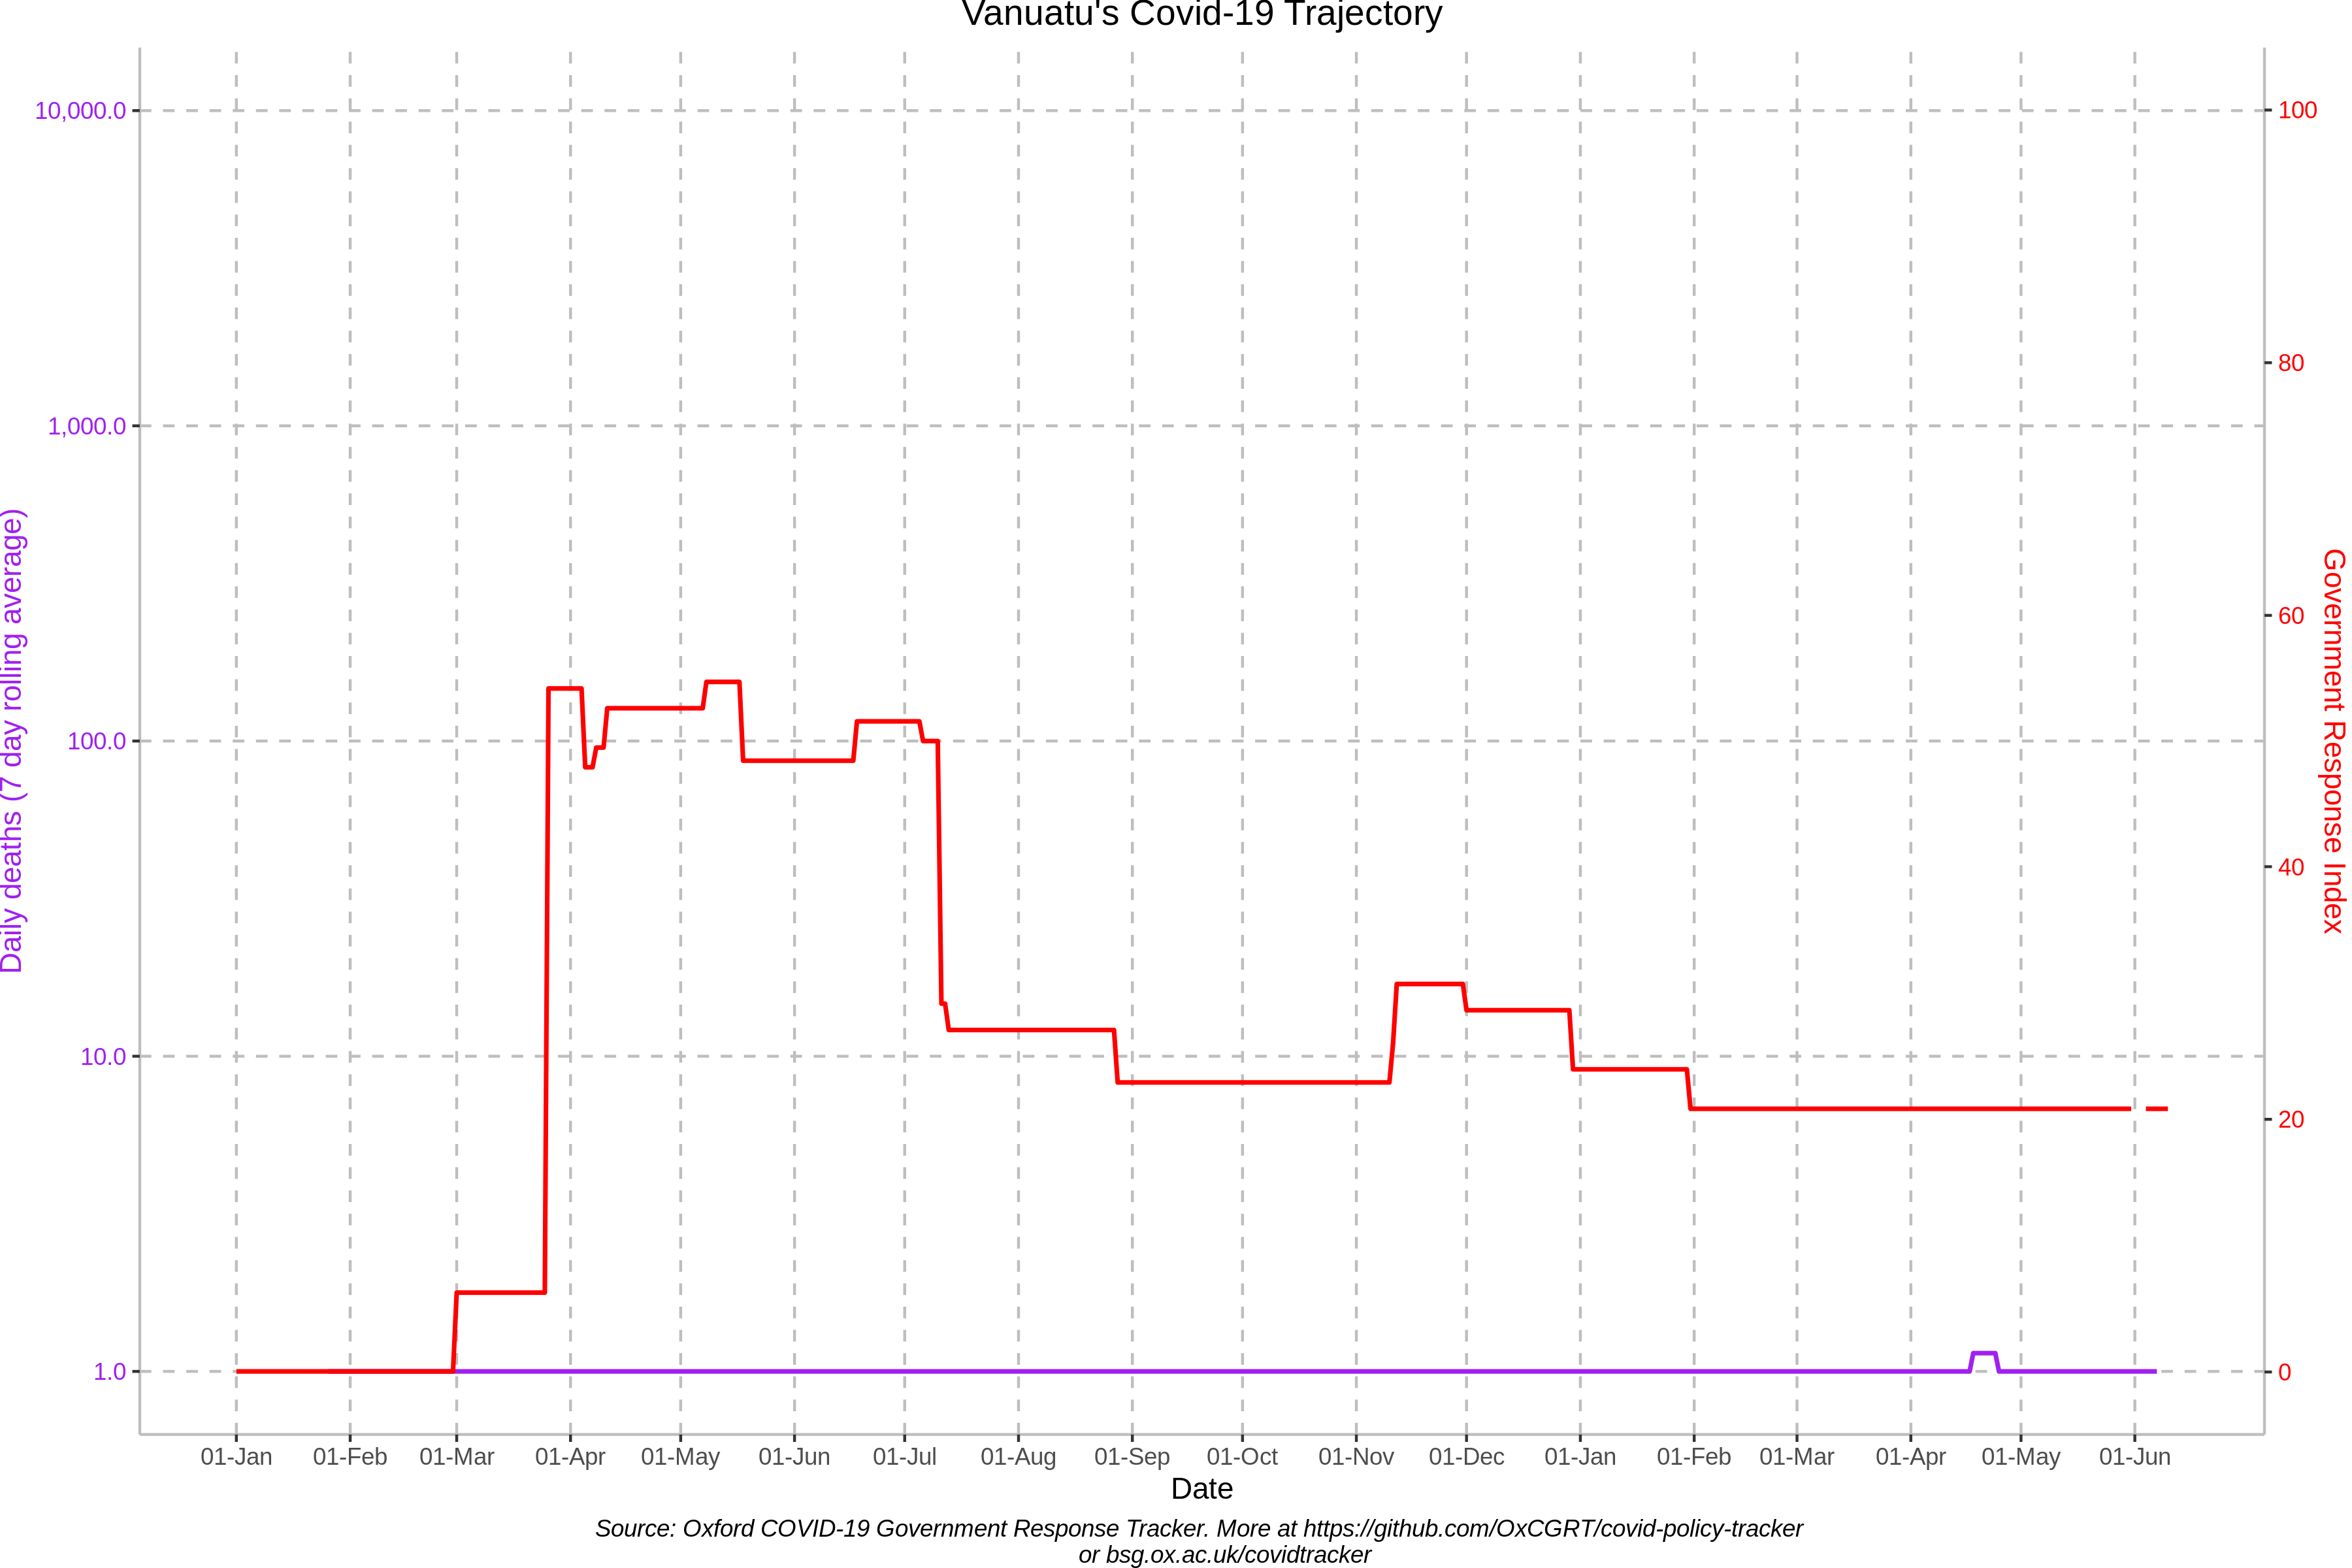 Vanuatu's Covid-19 Trajectory
10,000.0
1,000.0
100.0
10.0
1.0
Daily deaths (7 day rolling average)
100
80
60
40
20
0
Government Response Index
01-Jan 01-Feb 01-Mar 01-Apr 01-May 01-Jun 01-Jul 01-Aug 01-Sep 01-Oct 01-Nov 01-Dec 01-Jan 01-Feb 01-Mar 01-Apr 01-May 01-Jun
Date
Source: Oxford COVID-19 Government Response Tracker. More at https://github.com/OxCGRT/covid-policy-tracker
or bsg.ox.ac.uk/covidtracker